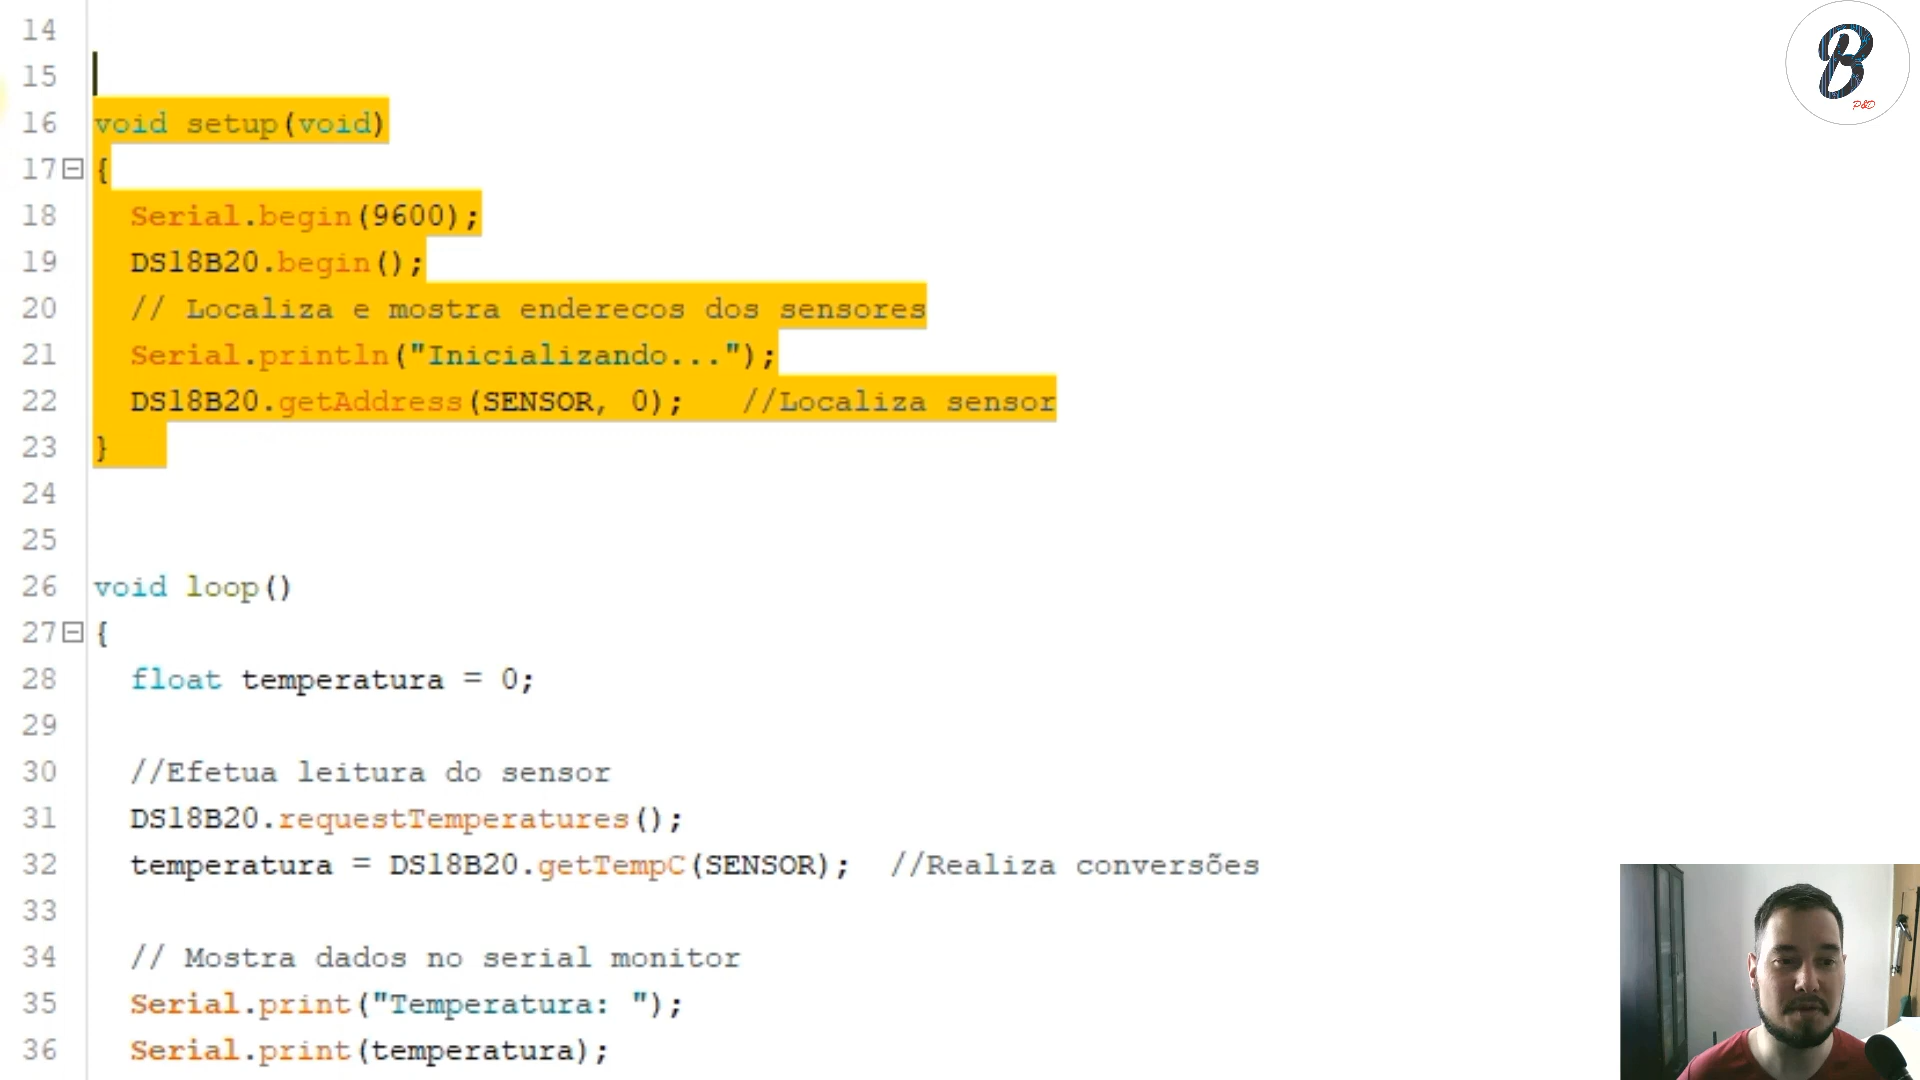 14
15
16 void setup(void)
17 {
18 Serial.begin(9600);
19 DS18B20.begin();
20 // Localiza e mostra enderecos dos sensores
21 Serial.println("Inicializando...");
22 DS18B20.getAddress(SENSOR, 0); //Localiza sensor
23 }
24
25
26 void loop()
27 {
28 float temperatura = 0;
29
30 //Efetua leitura do sensor
31 DS18B20.requestTemperatures();
32 temperatura = DS18B20.getTempC(SENSOR); //Realiza conversões
33
34 // Mostra dados no serial monitor
35 Serial.print("Temperatura: ");
36 Serial.print(temperatura);
B
P&D